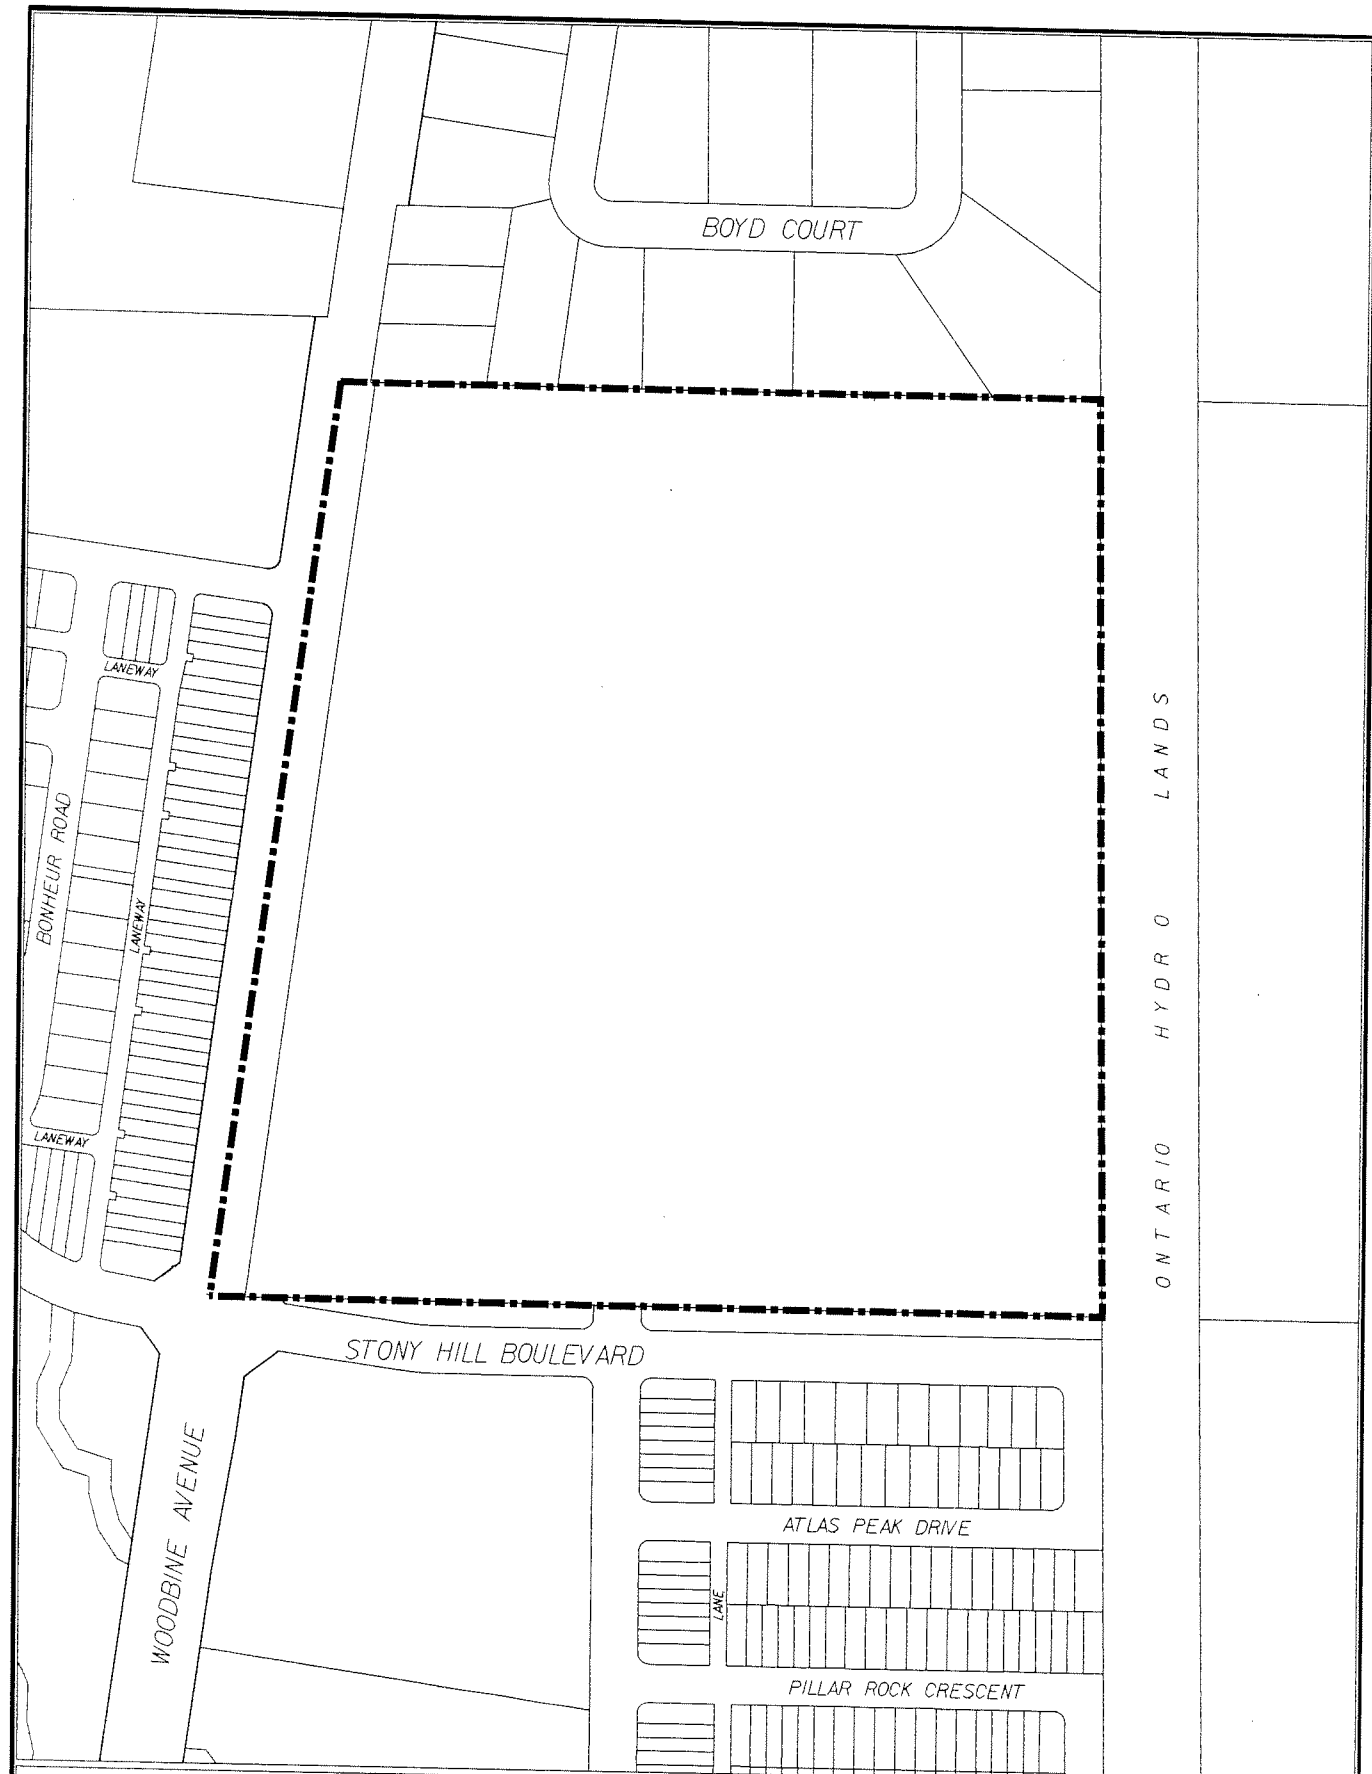 BOYD COURT
LANEWAY
BONHEUR ROAD
LANEWAY
LANEWAY
ONTARIO HYDRO LANDS
STONY HILL BOULEVARD
WOODBINE AVENUE
ATLAS PEAK DRIVE
LANE
PILLAR ROCK CRESCENT